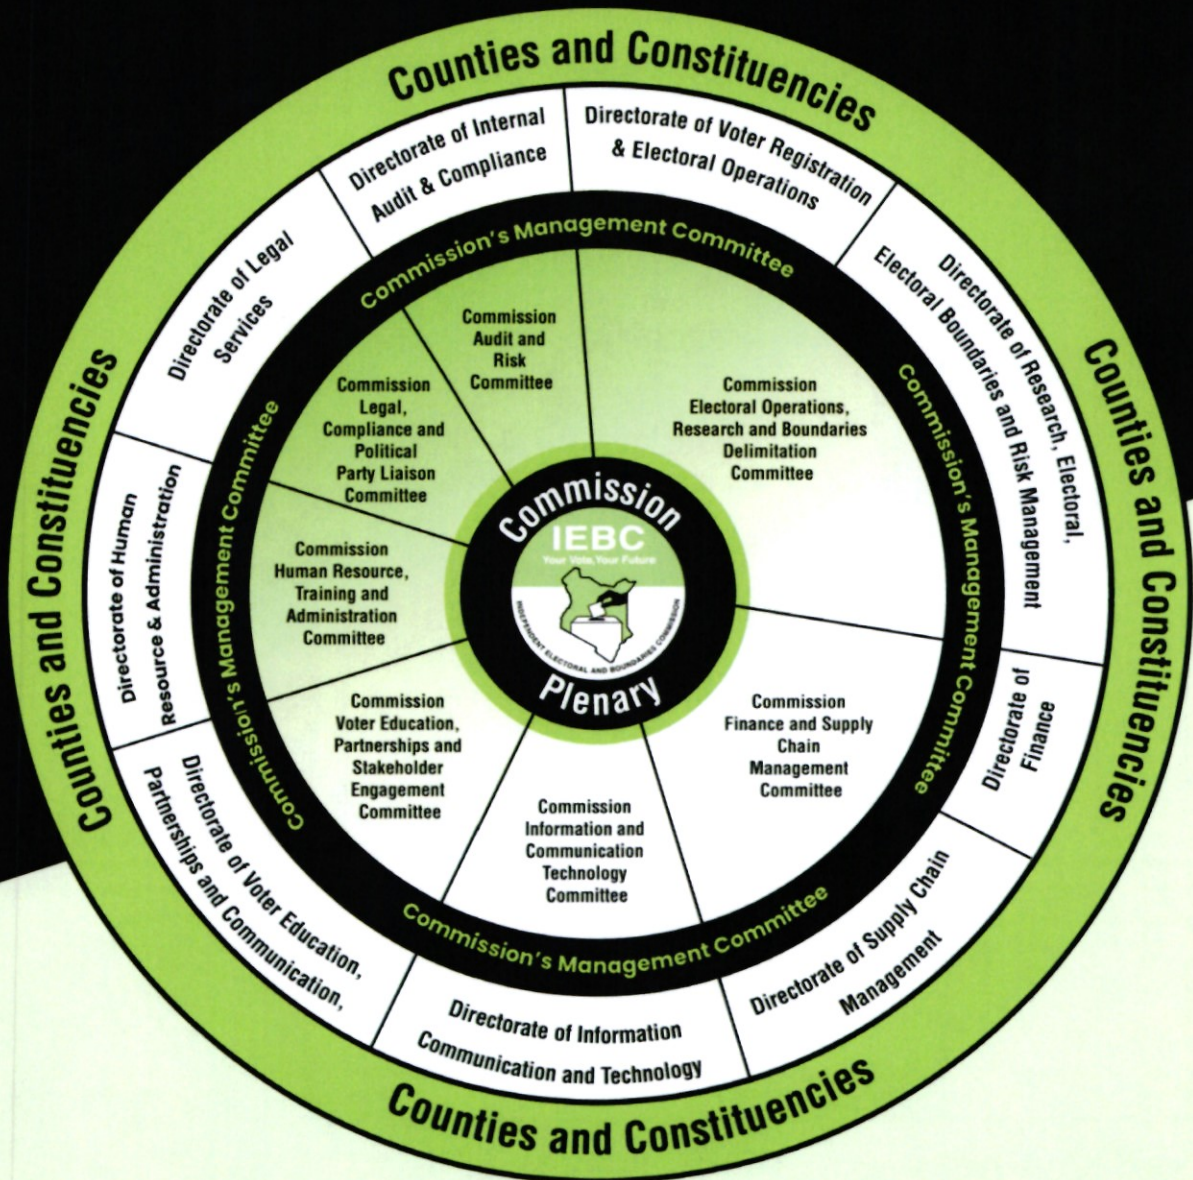 Counties and Constituencies
Directorate of Internal
Audit & Compliance
Directorate of Voter Registration
& Electoral Operations
Directorate of Research, Electoral,
Electoral Boundaries and Risk Management
Directorate of
Finance
Directorate of Supply Chain
Management
Directorate of Information
Communication and Technology
Directorate of Voter Education,
Partnerships and Communication,
Directorate of Human
Resource & Administration
Directorate of Legal
Services
Counties and Constituencies
Counties and Constituencies
Counties and Constituencies
Commission's Management Committee
Commission's Management Committee
Commission's Management Committee
Commission's Management Committee
Commission
Audit and
Risk
Committee
Commission
Electoral Operations,
Research and Boundaries
Delimitation
Committee
Commission
Finance and Supply
Chain
Management
Committee
Commission
Information and
Communication
Technology
Committee
Commission
Voter Education,
Partnerships and
Stakeholder
Engagement
Committee
Commission
Human Resource,
Training and
Administration
Committee
Commission
Legal,
Compliance and
Political
Party Liaison
Committee
Commission
IEBC
Your Vote, Your Future
INDEPENDENT ELECTORAL AND BOUNDARIES COMMISSION
Plenary